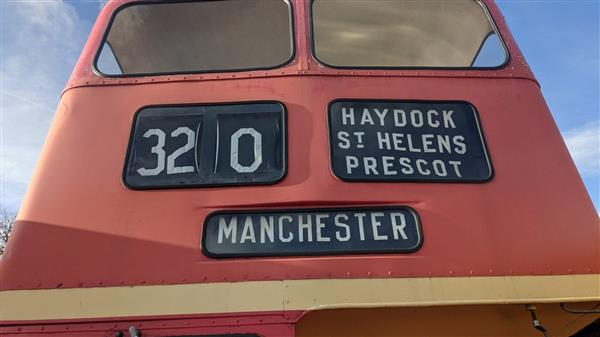 320
HAYDOCK
ST HELENS
PRESCOT
MANCHESTER